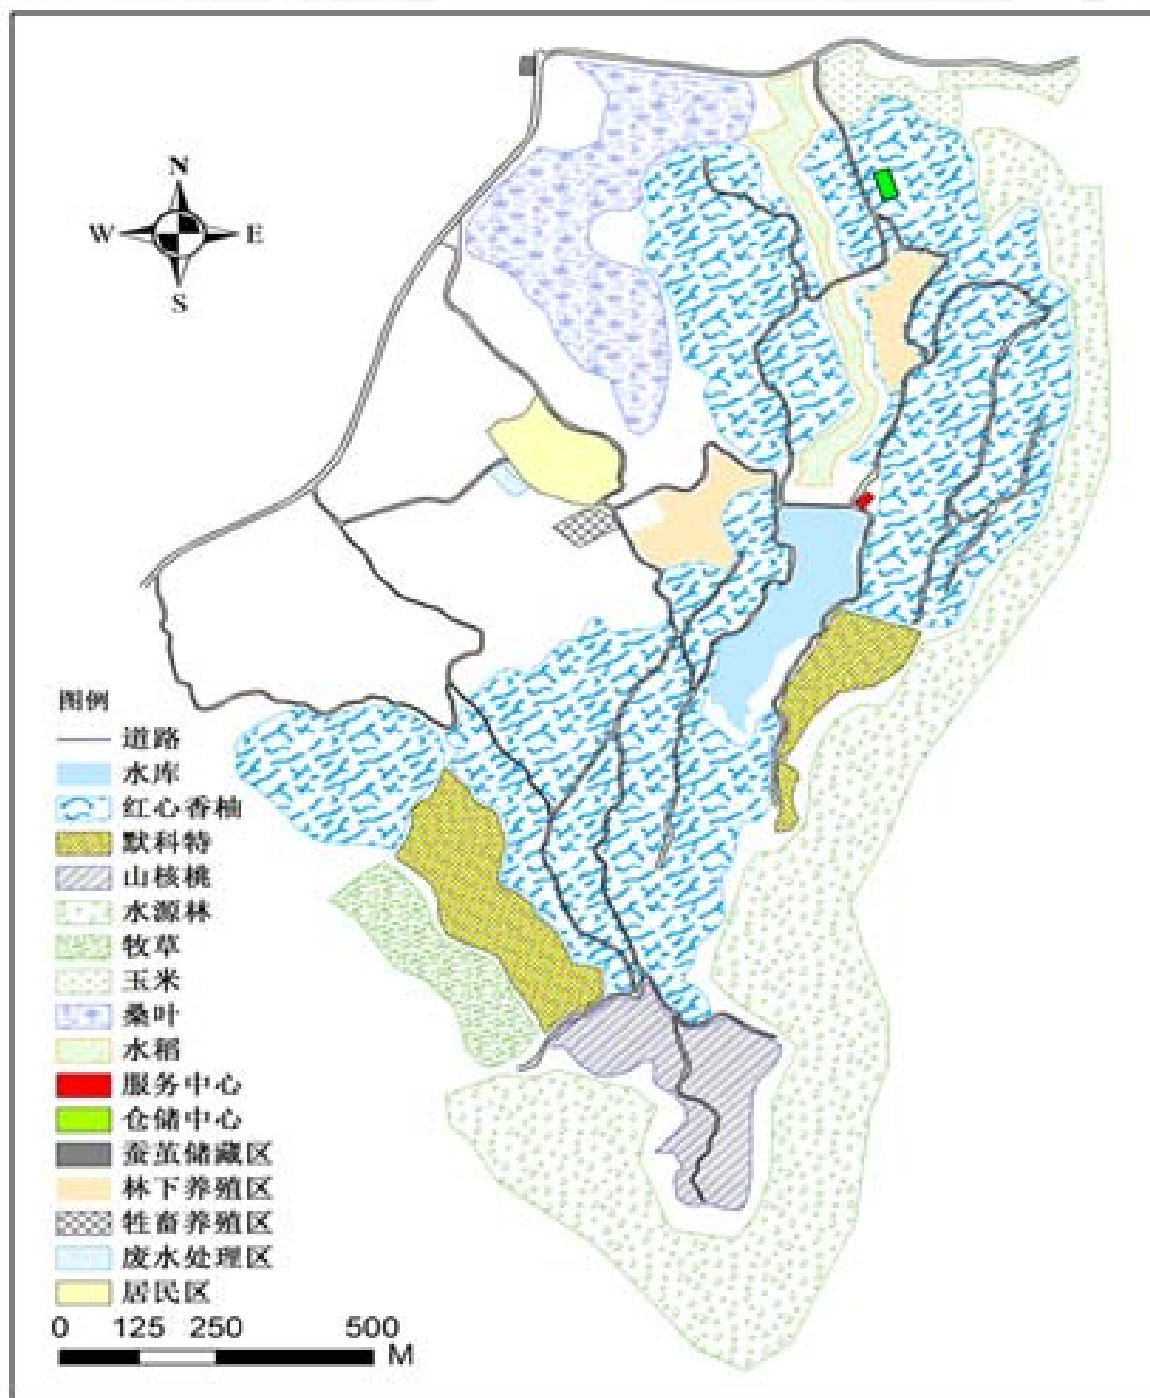 N
W E
S
图例
道路
水库
红心香柚
默科特
山核桃
水源林
牧草
玉米
桑叶
水稻
服务中心
仓储中心
蚕茧储藏区
林下养殖区
牲畜养殖区
废水处理区
居民区
0 125 250 500
M